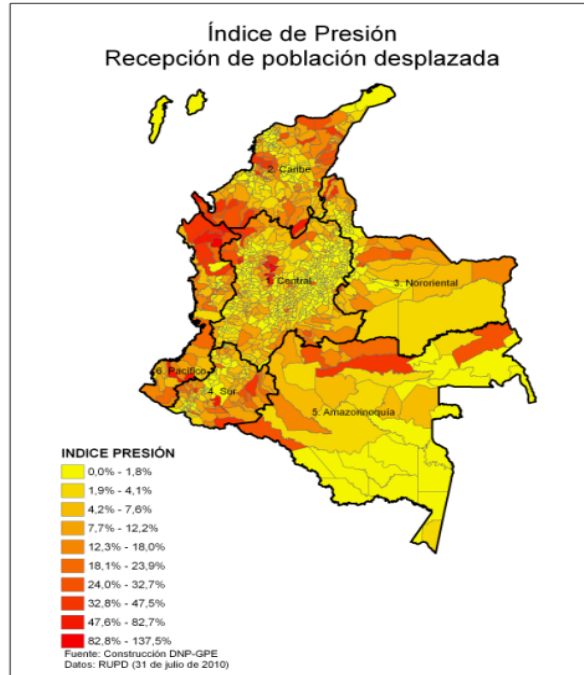 Índice de Presión
Recepción de población desplazada
2. Caribe
1. Central
3. Nororiental
6. Pacífico
4. Sur
5. Amazorinoquía
INDICE PRESIÓN
0,0% - 1,8%
1,9% - 4,1%
4,2% - 7,6%
7,7% - 12,2%
12,3% - 18,0%
18,1% - 23,9%
24,0% - 32,7%
32,8% - 47,5%
47,6% - 82,7%
82,8% - 137,5%
Fuente: Construcción DNP-GPE
Datos: RUPD (31 de julio de 2010)